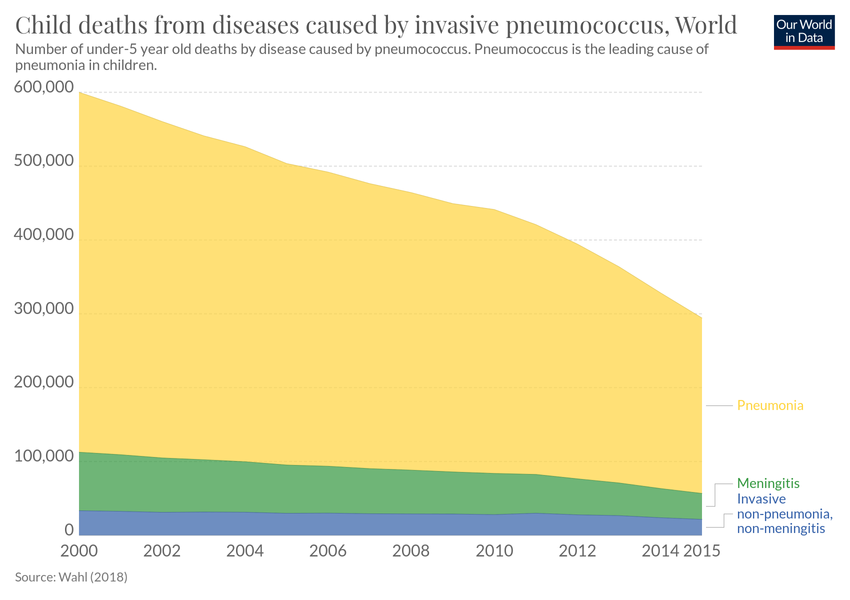 Child deaths from diseases caused by invasive pneumococcus, World
Our World
in Data
Number of under-5 year old deaths by disease caused by pneumococcus. Pneumococcus is the leading cause of
pneumonia in children.
600,000
500,000
400,000
300,000
200,000
100,000
0
Pneumonia
Meningitis
Invasive
non-pneumonia,
non-meningitis
2000 2002 2004 2006 2008 2010 2012 2014 2015
Source: Wahl (2018)